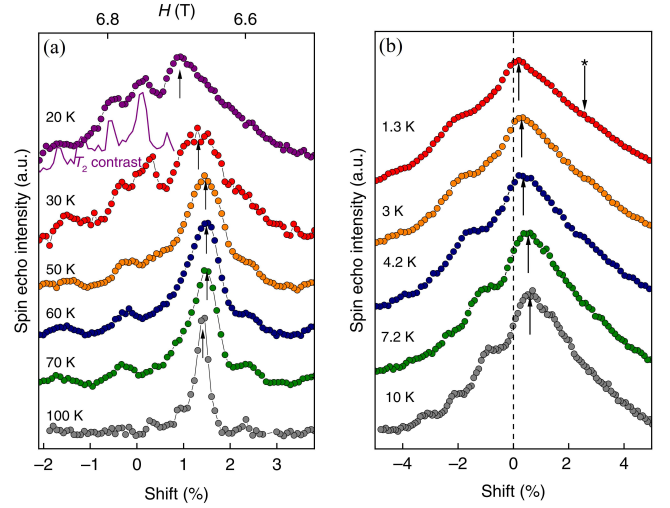 H (T)
6.8 6.6
(a)
20 K
T2 contrast
30 K
50 K
60 K
70 K
100 K
Spin echo intensity (a.u.)
−2 −1 0 1 2 3
Shift (%)
(b)
*
1.3 K
3 K
4.2 K
7.2 K
10 K
Spin echo intensity (a.u.)
−4 −2 0 2 4
Shift (%)